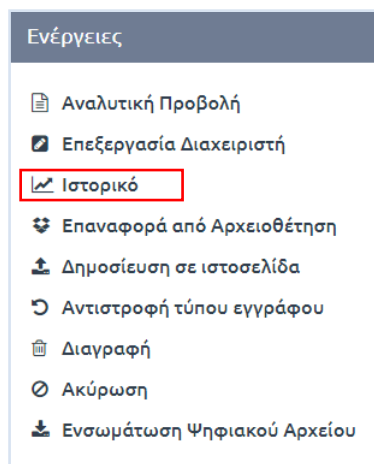 Ενέργειες
Αναλυτική Προβολή
Επεξεργασία Διαχειριστή
Ιστορικό
Επαναφορά από Αρχειοθέτηση
Δημοσίευση σε ιστοσελίδα
Αντιστροφή τύπου εγγράφου
Διαγραφή
Ακύρωση
Ενσωμάτωση Ψηφιακού Αρχείου